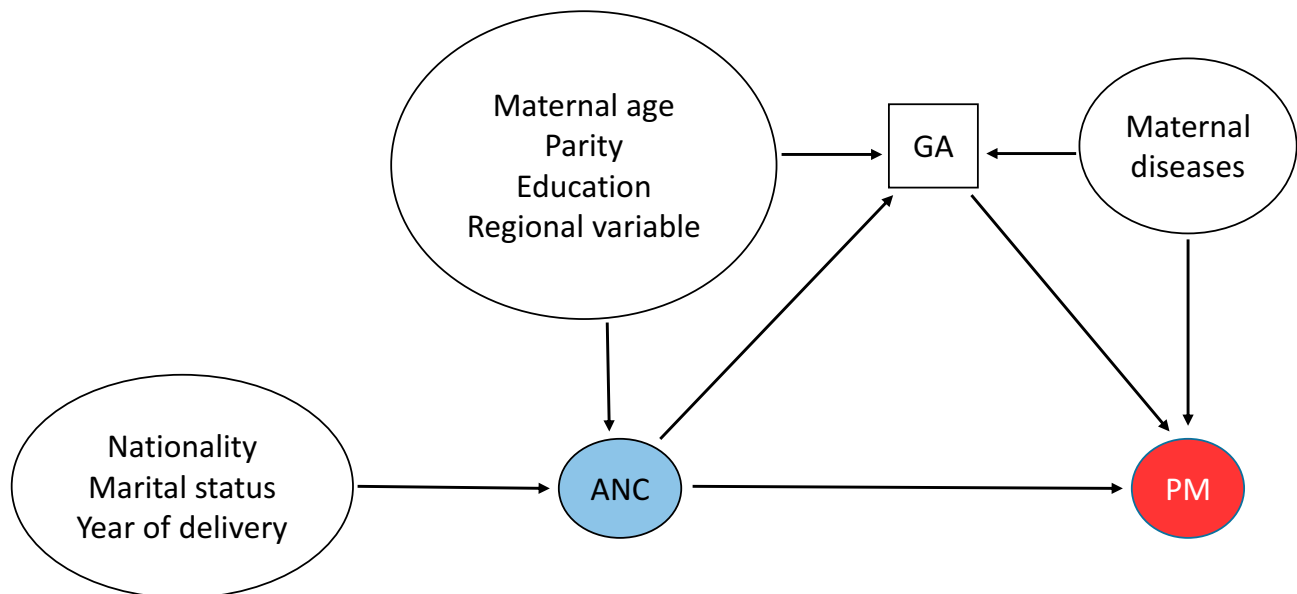 Maternal age
Parity
Education
Regional variable
GA
Maternal
diseases
Nationality
Marital status
Year of delivery
ANC
PM